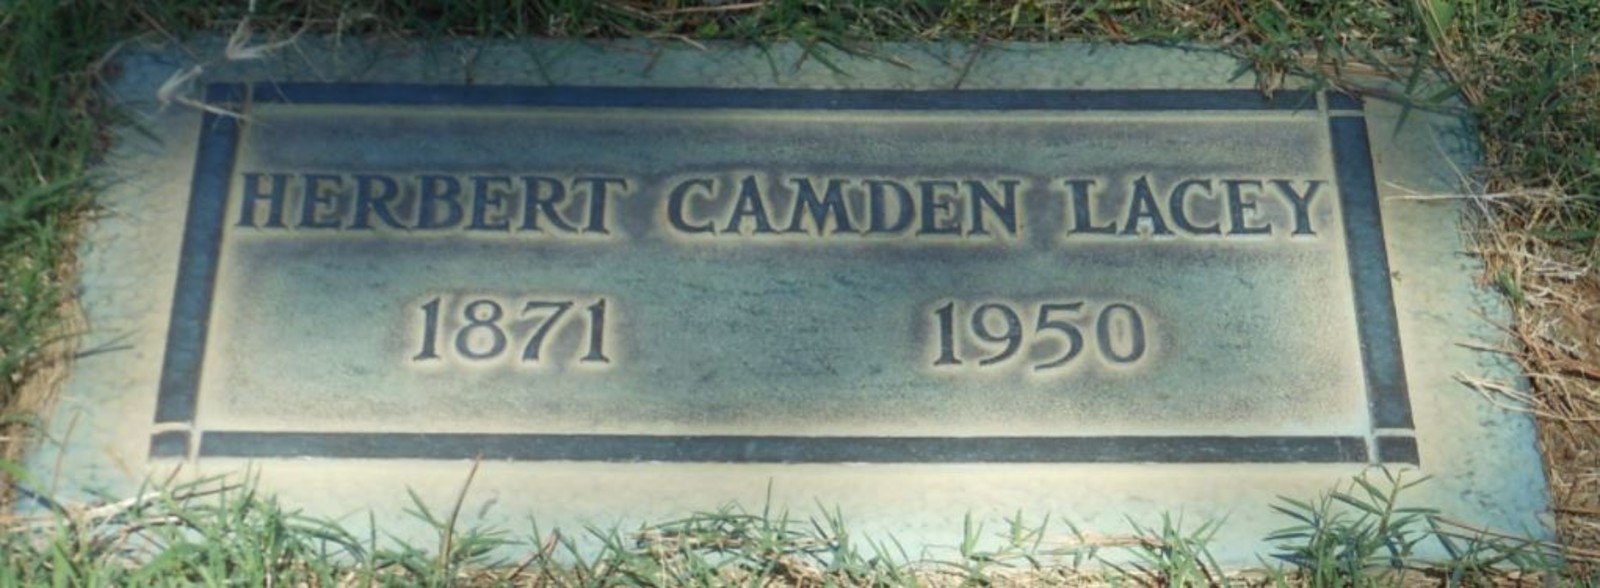 HERBERT CAMDEN LACEY
1871 1950